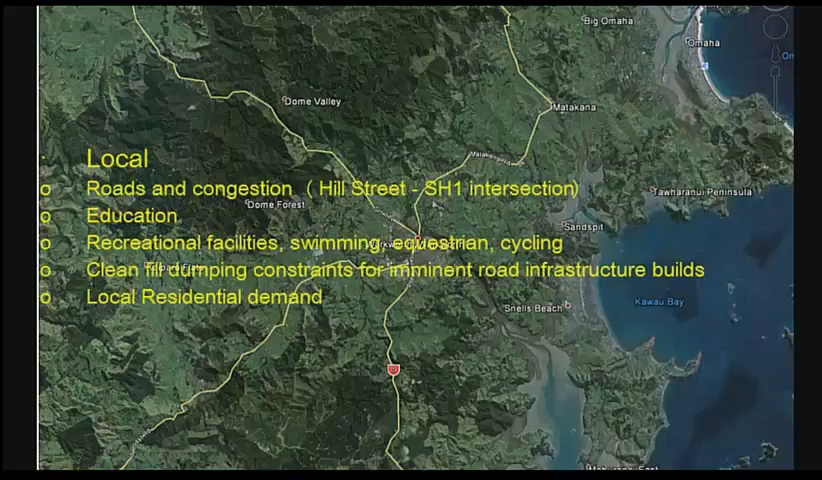 Big Omaha
Omaha
Dome Valley
Matakana
Local
Matakana Rd
Roads and congestion ( Hill Street - SH1 intersection)
Tawharanui Peninsula
Dome Forest
Education
Sandspit
Recreational facilities, swimming, equestrian, cycling
Clean fill dumping constraints for imminent road infrastructure builds
Local Residential demand
Kawau Bay
Snells Beach